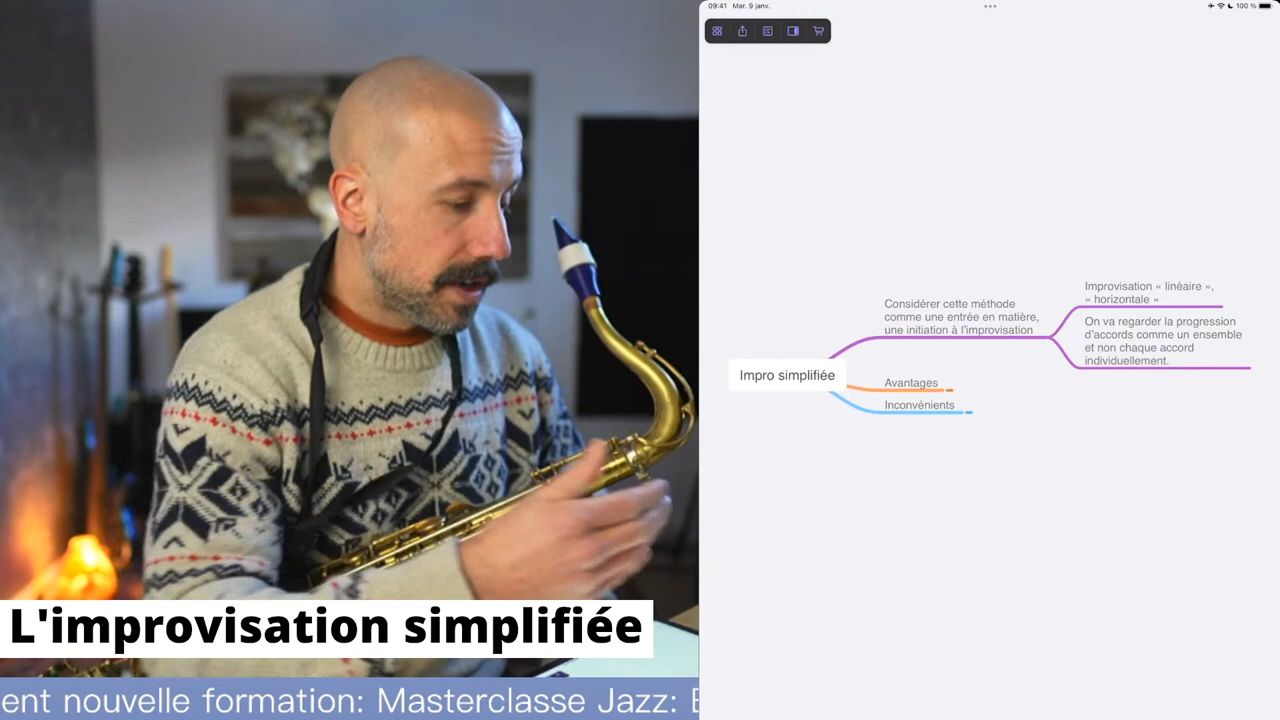 09:41 Mar. 9 janv.
100 %
Improvisation « linéaire »,
« horizontale »
Considérer cette méthode
comme une entrée en matière,
une initiation à l'improvisation
On va regarder la progression
d'accords comme un ensemble
et non chaque accord
individuellement.
Impro simplifiée
Avantages
Inconvénients
L'improvisation simplifiée
ent nouvelle formation: Masterclasse Jazz: